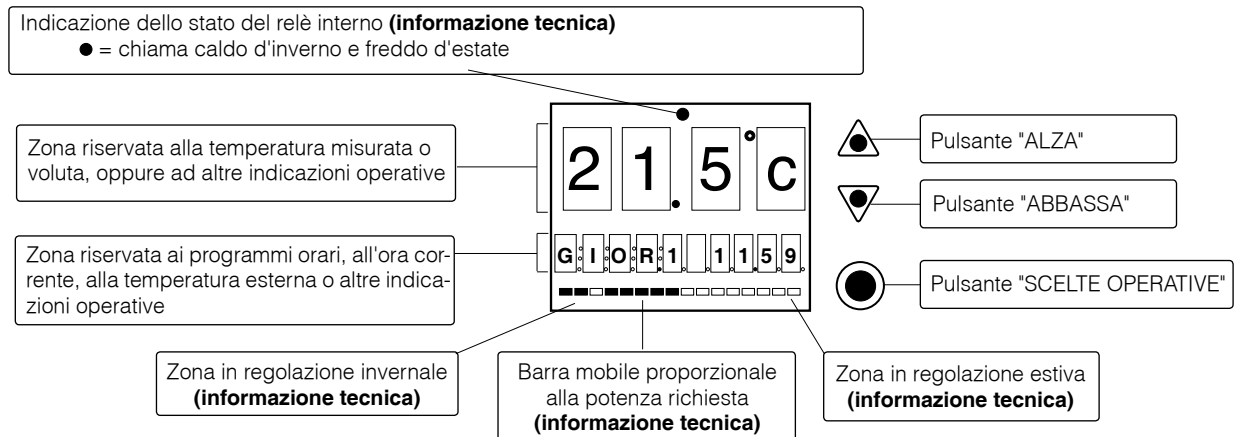 Indicazione dello stato del relè interno (informazione tecnica)
● = chiama caldo d'inverno e freddo d'estate
Zona riservata alla temperatura misurata o
voluta, oppure ad altre indicazioni operative
21.5°c
Pulsante "ALZA"
Pulsante "ABBASSA"
Zona riservata ai programmi orari, all'ora cor-
rente, alla temperatura esterna o altre indica-
zioni operative
G:I:O:R.1 11.59
Pulsante "SCELTE OPERATIVE"
Zona in regolazione invernale
(informazione tecnica)
Barra mobile proporzionale
alla potenza richiesta
(informazione tecnica)
Zona in regolazione estiva
(informazione tecnica)